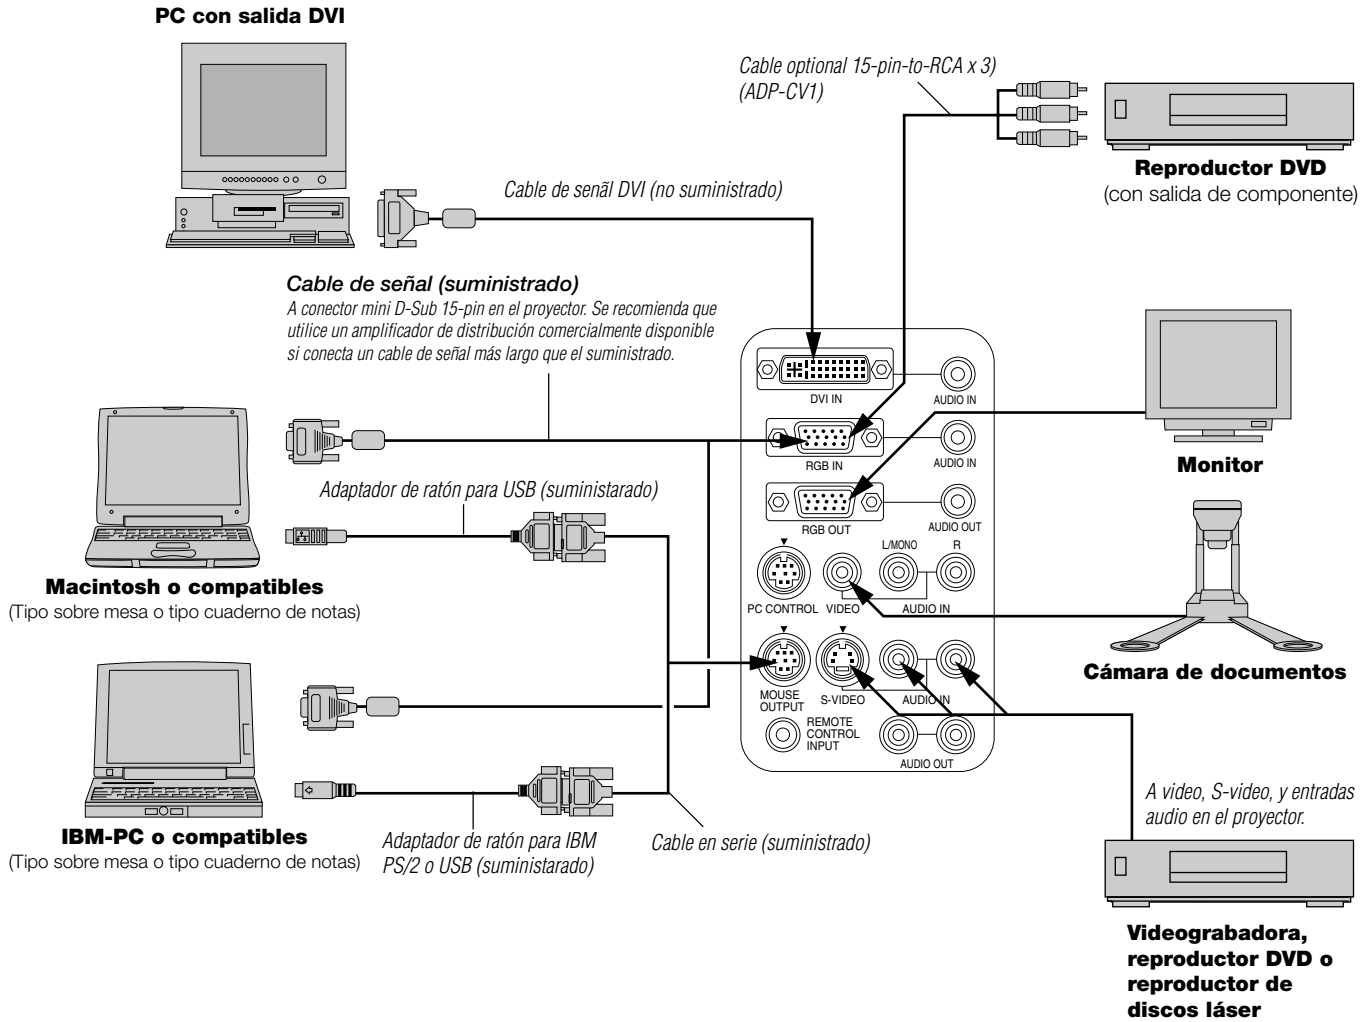 PC con salida DVI
Cable optional 15-pin-to-RCA x 3)
(ADP-CV1)
Reproductor DVD
(con salida de componente)
Cable de senãl DVI (no suministrado)
Cable de señal (suministrado)
A conector mini D-Sub 15-pin en el proyector. Se recomienda que
utilice un amplificador de distribución comercialmente disponible
si conecta un cable de señal más largo que el suministrado.
DVI IN
AUDIO IN
RGB IN
AUDIO IN
RGB OUT
AUDIO OUT
Monitor
Adaptador de ratón para USB (suministarado)
Macintosh o compatibles
(Tipo sobre mesa o tipo cuaderno de notas)
L/MONO
R
PC CONTROL
VIDEO
AUDIO IN
Cámara de documentos
MOUSE
OUTPUT
S-VIDEO
AUDIO IN
REMOTE
CONTROL
INPUT
AUDIO OUT
IBM-PC o compatibles
(Tipo sobre mesa o tipo cuaderno de notas)
Adaptador de ratón para IBM
PS/2 o USB (suministarado)
Cable en serie (suministrado)
A video, S-video, y entradas
audio en el proyector.
Videograbadora,
reproductor DVD o
reproductor de
discos láser